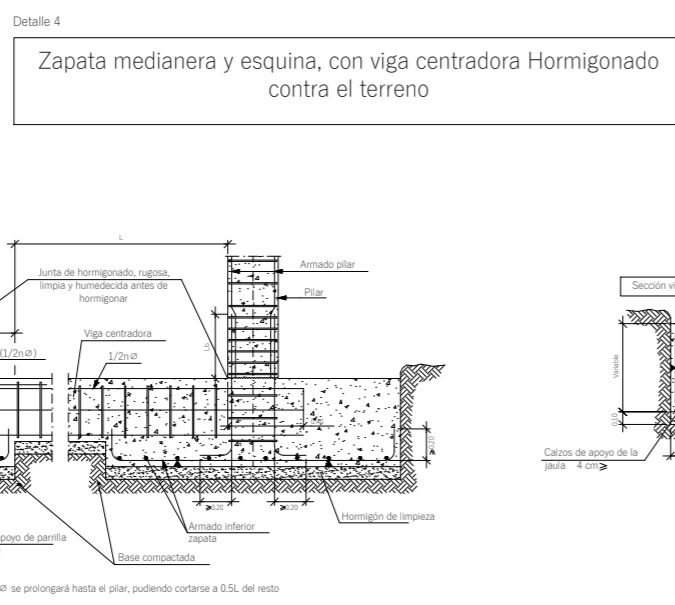 Detalle 4
Zapata medianera y esquina, con viga centradora Hormigonado
contra el terreno
L
Junta de hormigonado, rugosa,
limpia y humedecida antes de
hormigonar
Armado pilar
Pilar
Sección vi
Viga centradora
(1/2nØ)
1/2nØ
Lb
Variable
0.10
≥0.20
Calzos de apoyo de la
jaula 4 cm≥
≥0.20
≥0.20
Hormigón de limpieza
Armado inferior
zapata
poyo de parrilla
Base compactada
Ø se prolongará hasta el pilar, pudiendo cortarse a 0.5L del resto